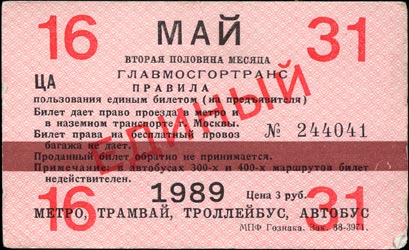 16 МАЙ 31
ВТОРАЯ ПОЛОВИНА МЕСЯЦА
ЦА ГЛАВМОСГОРТРАНС
ПРАВИЛА
пользования единым билетом (на предъявителя)
Билет дает право проезда в метро и
в наземном транспорте г. Москвы.
Билет права на бесплатный провоз
багажа не дает.
№ 244041
Проданный билет обратно не принимается.
Примечание: в автобусах 300-х и 400-х маршрутов билет
недействителен.
ЕДИНЫЙ
16 1989 Цена 3 руб. 31
МЕТРО, ТРАМВАЙ, ТРОЛЛЕЙБУС, АВТОБУС
МПФ Гознака. Зак. 88-3971.